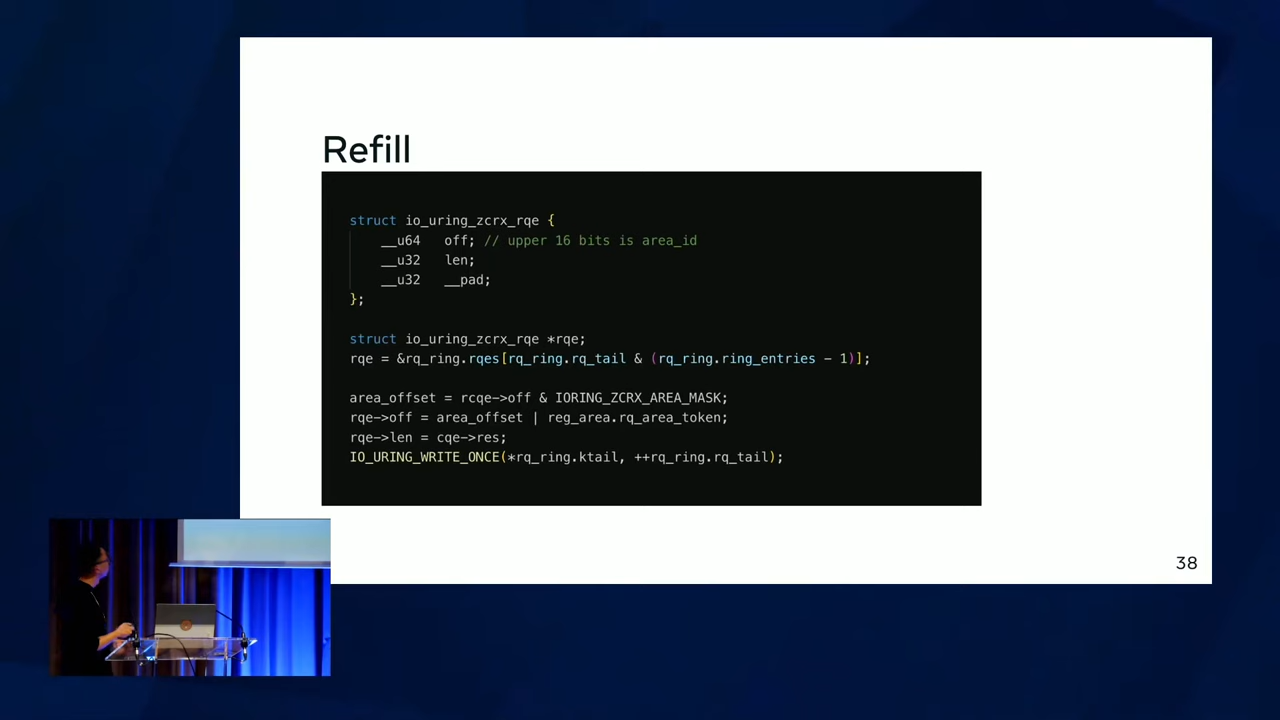 Refill
struct io_uring_zcrx_rqe {
    __u64   off; // upper 16 bits is area_id
    __u32   len;
    __u32   __pad;
};
struct io_uring_zcrx_rqe *rqe;
rqe = &rq_ring.rqes[rq_ring.rq_tail & (rq_ring.ring_entries - 1)];
area_offset = rcqe->off & IORING_ZCRX_AREA_MASK;
rqe->off = area_offset | reg_area.rq_area_token;
rqe->len = cqe->res;
IO_URING_WRITE_ONCE(*rq_ring.ktail, ++rq_ring.rq_tail);
38